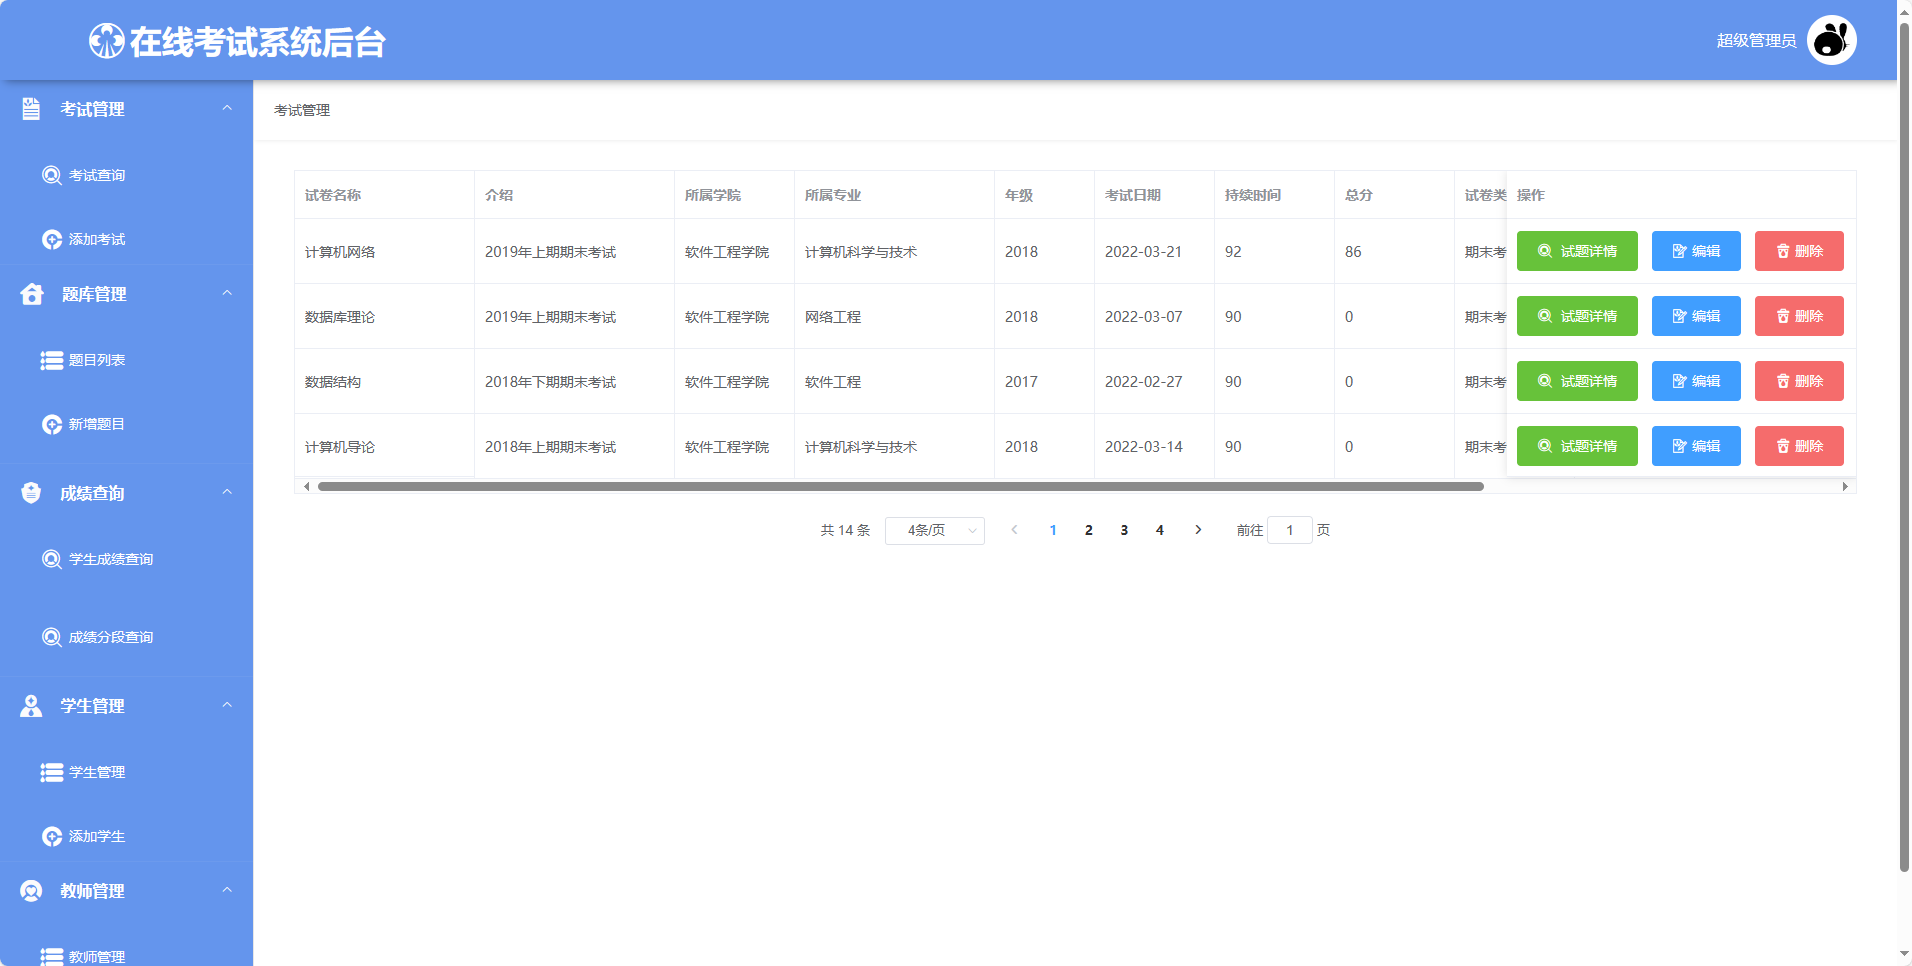 在线考试系统后台
超级管理员
考试管理
考试查询
添加考试
题库管理
题目列表
新增题目
成绩查询
学生成绩查询
成绩分段查询
学生管理
学生管理
添加学生
教师管理
教师管理
考试管理
试卷名称 介绍 所属学院 所属专业 年级 考试日期 持续时间 总分 试卷类 操作
计算机网络 2019年上期期末考试 软件工程学院 计算机科学与技术 2018 2022-03-21 92 86 期末考 试题详情 编辑 删除
数据库理论 2019年上期期末考试 软件工程学院 网络工程 2018 2022-03-07 90 0 期末考 试题详情 编辑 删除
数据结构 2018年下期期末考试 软件工程学院 软件工程 2017 2022-02-27 90 0 期末考 试题详情 编辑 删除
计算机导论 2018年上期期末考试 软件工程学院 计算机科学与技术 2018 2022-03-14 90 0 期末考 试题详情 编辑 删除
共 14 条 4条/页 1 2 3 4 前往 1 页